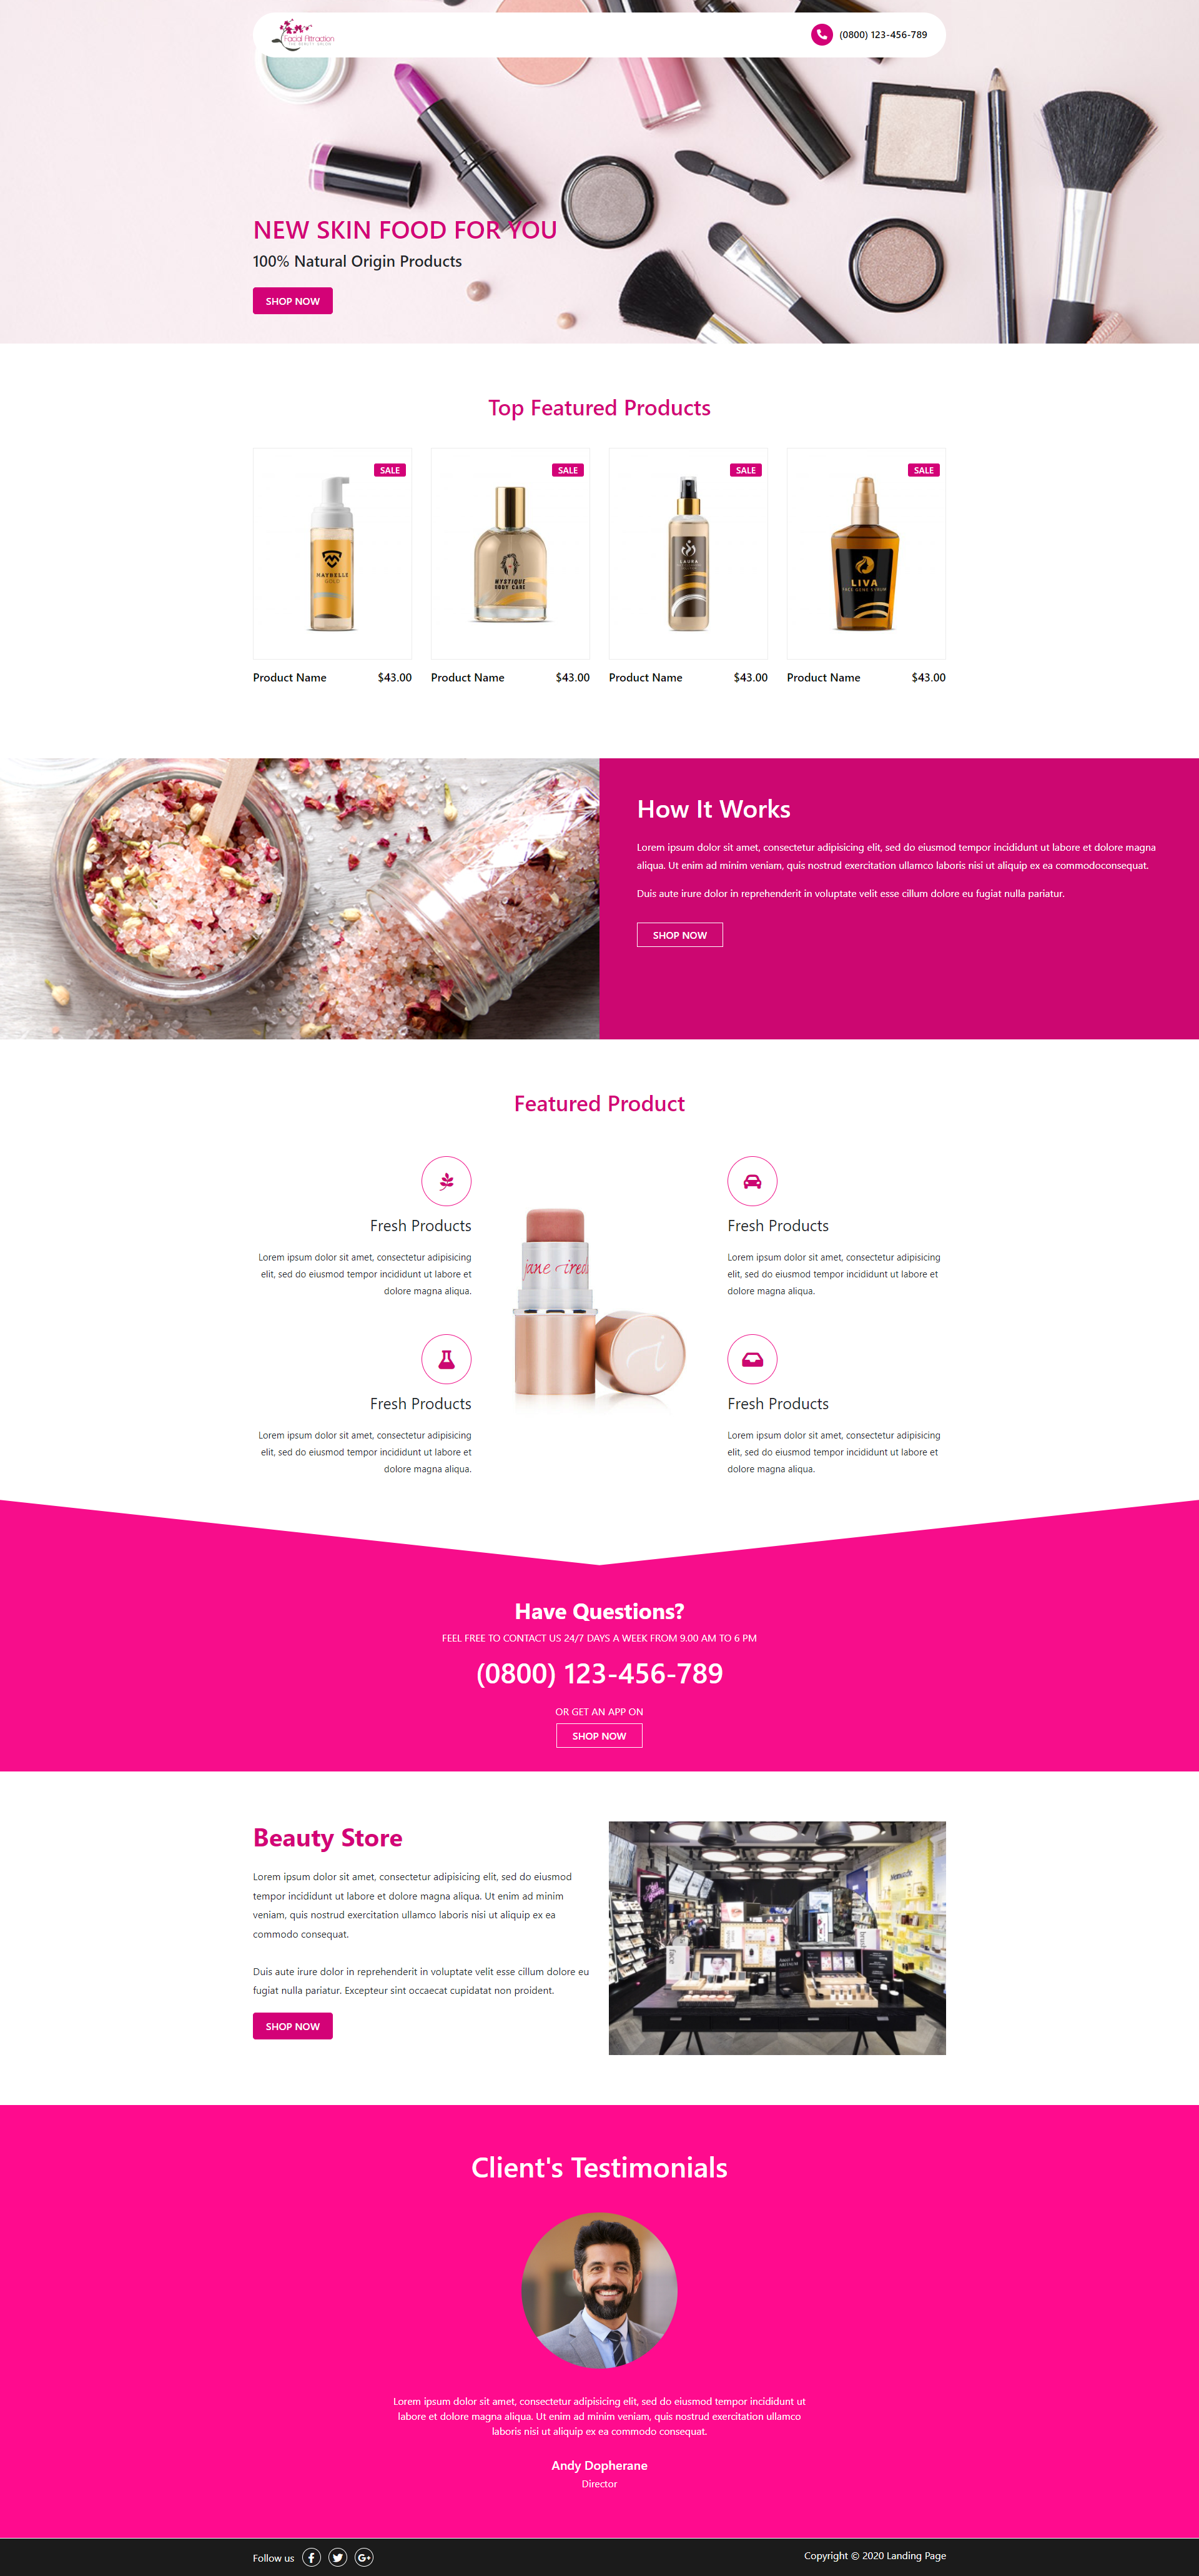 Facial Attraction
THE BEAUTY SALON
(0800) 123-456-789
NEW SKIN FOOD FOR YOU
100% Natural Origin Products
SHOP NOW
Top Featured Products
SALE
SALE
SALE
SALE
MAYBELLE
GOLD
MYSTIQUE
BODY CARE
LAURA
LIVA
Product Name $43.00
Product Name $43.00
Product Name $43.00
Product Name $43.00
How It Works
Lorem ipsum dolor sit amet, consectetur adipisicing elit, sed do eiusmod tempor incididunt ut labore et dolore magna
aliqua. Ut enim ad minim veniam, quis nostrud exercitation ullamco laboris nisi ut aliquip ex ea commodoconsequat.
Duis aute irure dolor in reprehenderit in voluptate velit esse cillum dolore eu fugiat nulla pariatur.
SHOP NOW
Featured Product
Fresh Products
Lorem ipsum dolor sit amet, consectetur adipisicing
elit, sed do eiusmod tempor incididunt ut labore et
dolore magna aliqua.
Fresh Products
Lorem ipsum dolor sit amet, consectetur adipisicing
elit, sed do eiusmod tempor incididunt ut labore et
dolore magna aliqua.
jane ired
Fresh Products
Lorem ipsum dolor sit amet, consectetur adipisicing
elit, sed do eiusmod tempor incididunt ut labore et
dolore magna aliqua.
Fresh Products
Lorem ipsum dolor sit amet, consectetur adipisicing
elit, sed do eiusmod tempor incididunt ut labore et
dolore magna aliqua.
Have Questions?
FEEL FREE TO CONTACT US 24/7 DAYS A WEEK FROM 9.00 AM TO 6 PM
(0800) 123-456-789
OR GET AN APP ON
SHOP NOW
Beauty Store
Lorem ipsum dolor sit amet, consectetur adipisicing elit, sed do eiusmod
tempor incididunt ut labore et dolore magna aliqua. Ut enim ad minim
veniam, quis nostrud exercitation ullamco laboris nisi ut aliquip ex ea
commodo consequat.
Duis aute irure dolor in reprehenderit in voluptate velit esse cillum dolore eu
fugiat nulla pariatur. Excepteur sint occaecat cupidatat non proident.
SHOP NOW
Client's Testimonials
Lorem ipsum dolor sit amet, consectetur adipisicing elit, sed do eiusmod tempor incididunt ut
labore et dolore magna aliqua. Ut enim ad minim veniam, quis nostrud exercitation ullamco
laboris nisi ut aliquip ex ea commodo consequat.
Andy Dopherane
Director
Follow us
Copyright © 2020 Landing Page